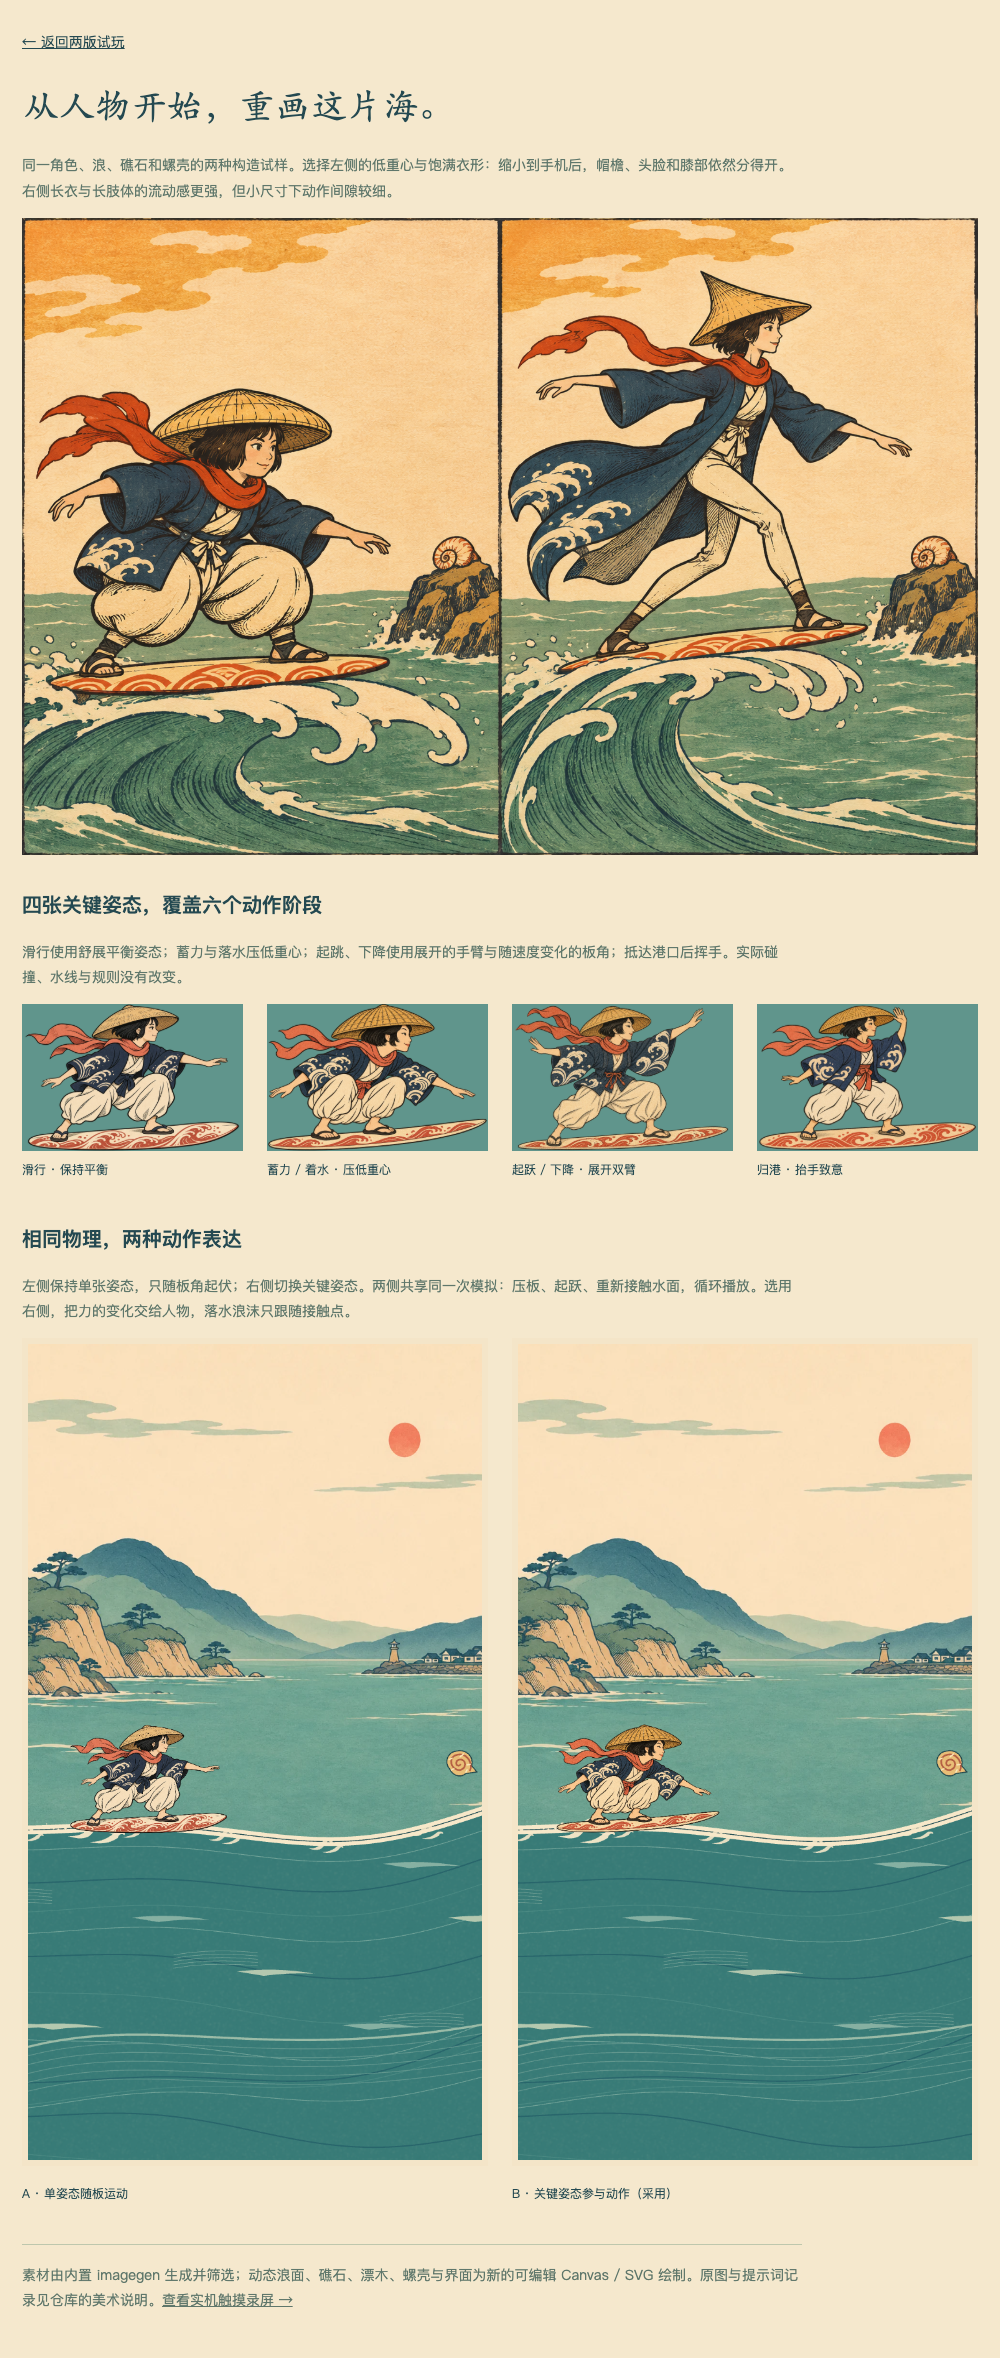 ← 返回两版试玩
从人物开始，重画这片海。
同一角色、浪、礁石和螺壳的两种构造试样。选择左侧的低重心与饱满衣形：缩小到手机后，帽檐、头脸和膝部依然分得开。
右侧长衣与长肢体的流动感更强，但小尺寸下动作间隙较细。
四张关键姿态，覆盖六个动作阶段
滑行使用舒展平衡姿态；蓄力与落水压低重心；起跳、下降使用展开的手臂与随速度变化的板角；抵达港口后挥手。实际碰
撞、水线与规则没有改变。
滑行 · 保持平衡
蓄力 / 着水 · 压低重心
起跃 / 下降 · 展开双臂
归港 · 抬手致意
相同物理，两种动作表达
左侧保持单张姿态，只随板角起伏；右侧切换关键姿态。两侧共享同一次模拟：压板、起跃、重新接触水面，循环播放。选用
右侧，把力的变化交给人物，落水浪沫只跟随接触点。
A · 单姿态随板运动
B · 关键姿态参与动作（采用）
素材由内置 imagegen 生成并筛选；动态浪面、礁石、漂木、螺壳与界面为新的可编辑 Canvas / SVG 绘制。原图与提示词记
录见仓库的美术说明。查看实机触摸录屏 →